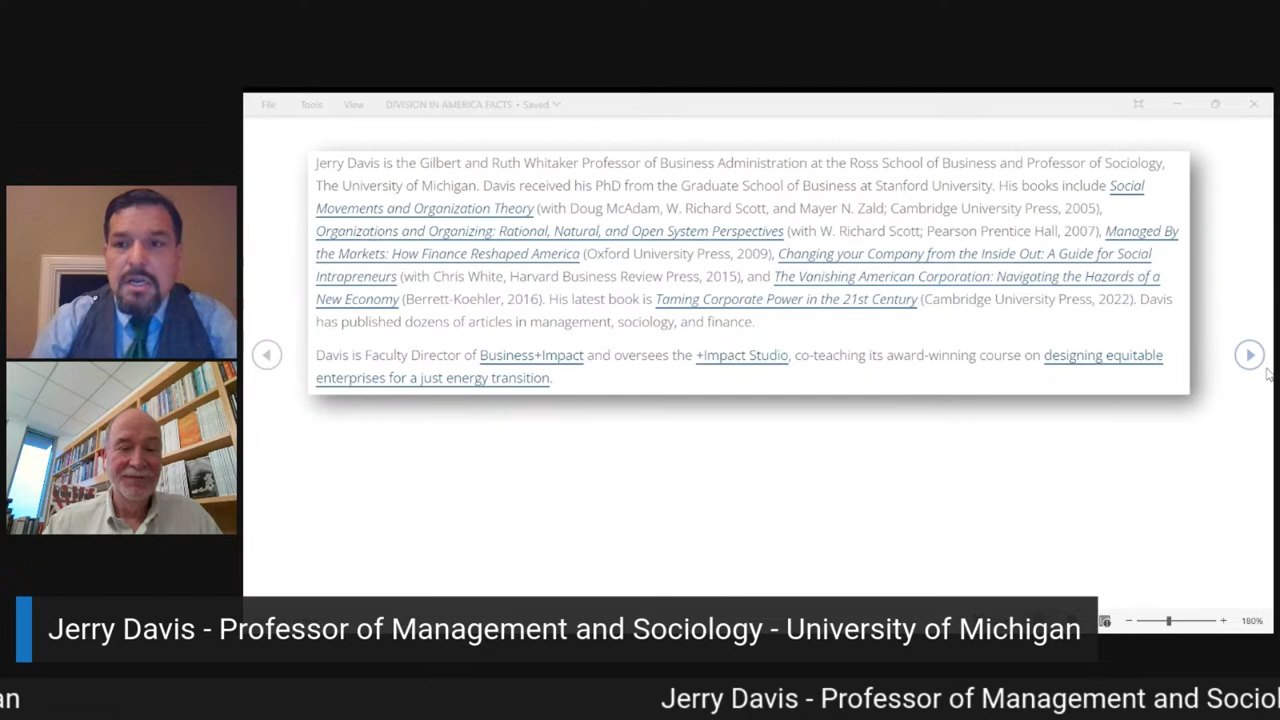 File Tools View DIVISION IN AMERICA FACTS • Saved
Jerry Davis is the Gilbert and Ruth Whitaker Professor of Business Administration at the Ross School of Business and Professor of Sociology,
The University of Michigan. Davis received his PhD from the Graduate School of Business at Stanford University. His books include Social
Movements and Organization Theory (with Doug McAdam, W. Richard Scott, and Mayer N. Zald; Cambridge University Press, 2005),
Organizations and Organizing: Rational, Natural, and Open System Perspectives (with W. Richard Scott; Pearson Prentice Hall, 2007), Managed By
the Markets: How Finance Reshaped America (Oxford University Press, 2009), Changing your Company from the Inside Out: A Guide for Social
Intrapreneurs (with Chris White, Harvard Business Review Press, 2015), and The Vanishing American Corporation: Navigating the Hazards of a
New Economy (Berrett-Koehler, 2016). His latest book is Taming Corporate Power in the 21st Century (Cambridge University Press, 2022). Davis
has published dozens of articles in management, sociology, and finance.
Davis is Faculty Director of Business+Impact and oversees the +Impact Studio, co-teaching its award-winning course on designing equitable
enterprises for a just energy transition.
180%
Jerry Davis - Professor of Management and Sociology - University of Michigan
an Jerry Davis - Professor of Management and Sociol